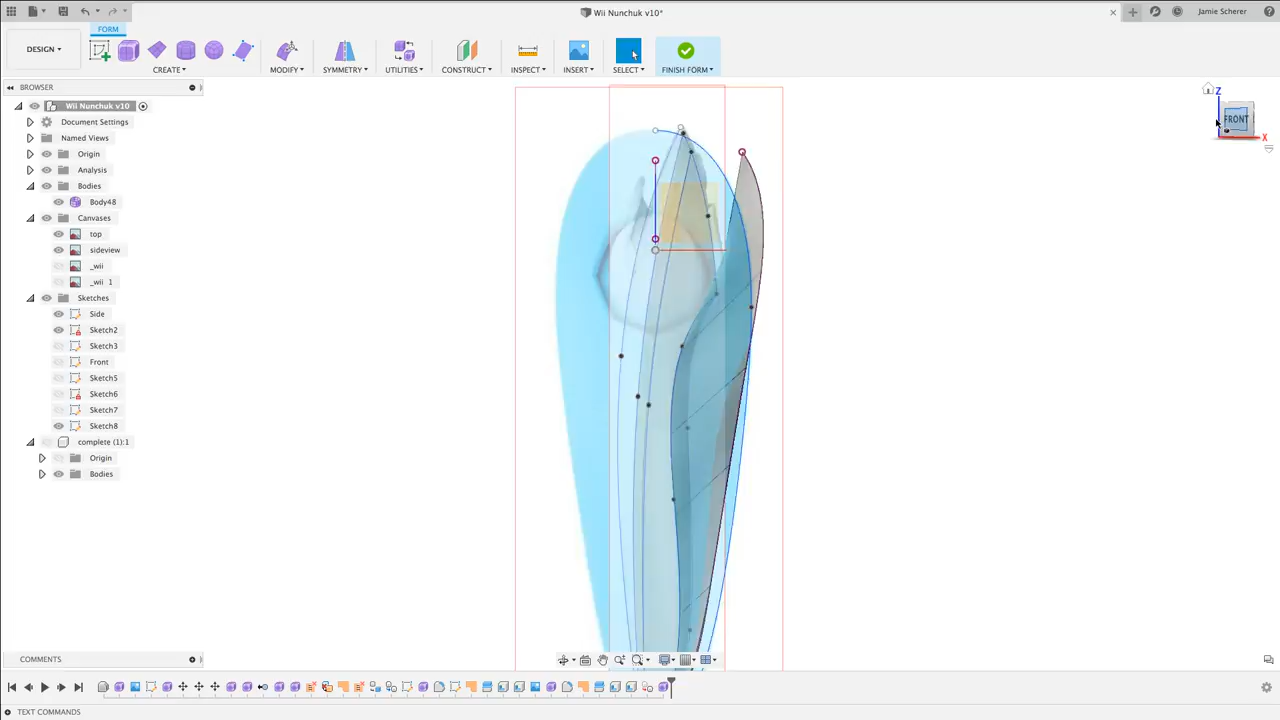 Wii Nunchuk v10*
Jamie Scherer
FORM
DESIGN
CREATE
MODIFY
SYMMETRY
UTILITIES
CONSTRUCT
INSPECT
INSERT
SELECT
FINISH FORM
BROWSER
Wii Nunchuk v10
Document Settings
Named Views
Origin
Analysis
Bodies
Body48
Canvases
top
sideview
_wii
_wii 1
Sketches
Side
Sketch2
Sketch3
Front
Sketch5
Sketch6
Sketch7
Sketch8
complete (1):1
Origin
Bodies
Z
FRONT
X
COMMENTS
TEXT COMMANDS